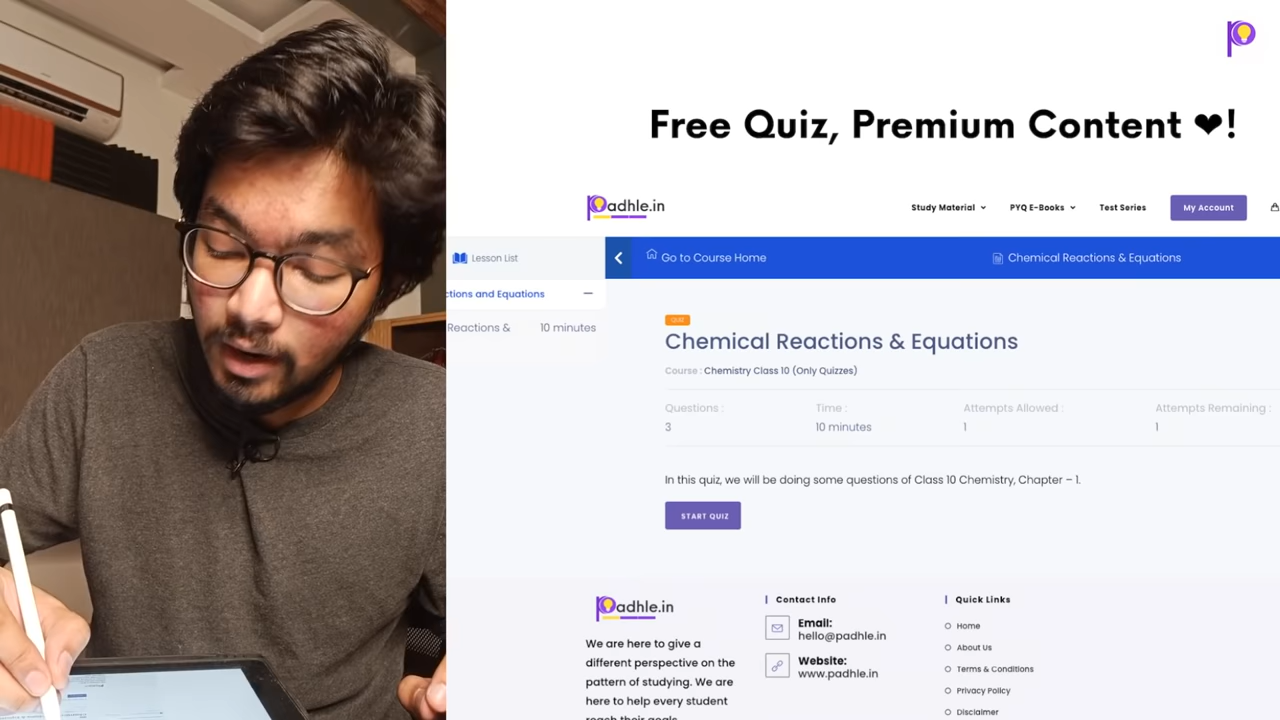 Free Quiz, Premium Content ❤!
Padhle.in
Study Material
PYQ E-Books
Test Series
My Account
Lesson List
Go to Course Home
Chemical Reactions & Equations
ctions and Equations
Reactions &
10 minutes
QUIZ
Chemical Reactions & Equations
Course : Chemistry Class 10 (Only Quizzes)
Questions :
Time :
Attempts Allowed :
Attempts Remaining :
3
10 minutes
1
1
In this quiz, we will be doing some questions of Class 10 Chemistry, Chapter – 1.
START QUIZ
Padhle.in
We are here to give a
different perspective on the
pattern of studying. We are
here to help every student
reach their goals
Contact Info
Email:
hello@padhle.in
Website:
www.padhle.in
Quick Links
Home
About Us
Terms & Conditions
Privacy Policy
Disclaimer